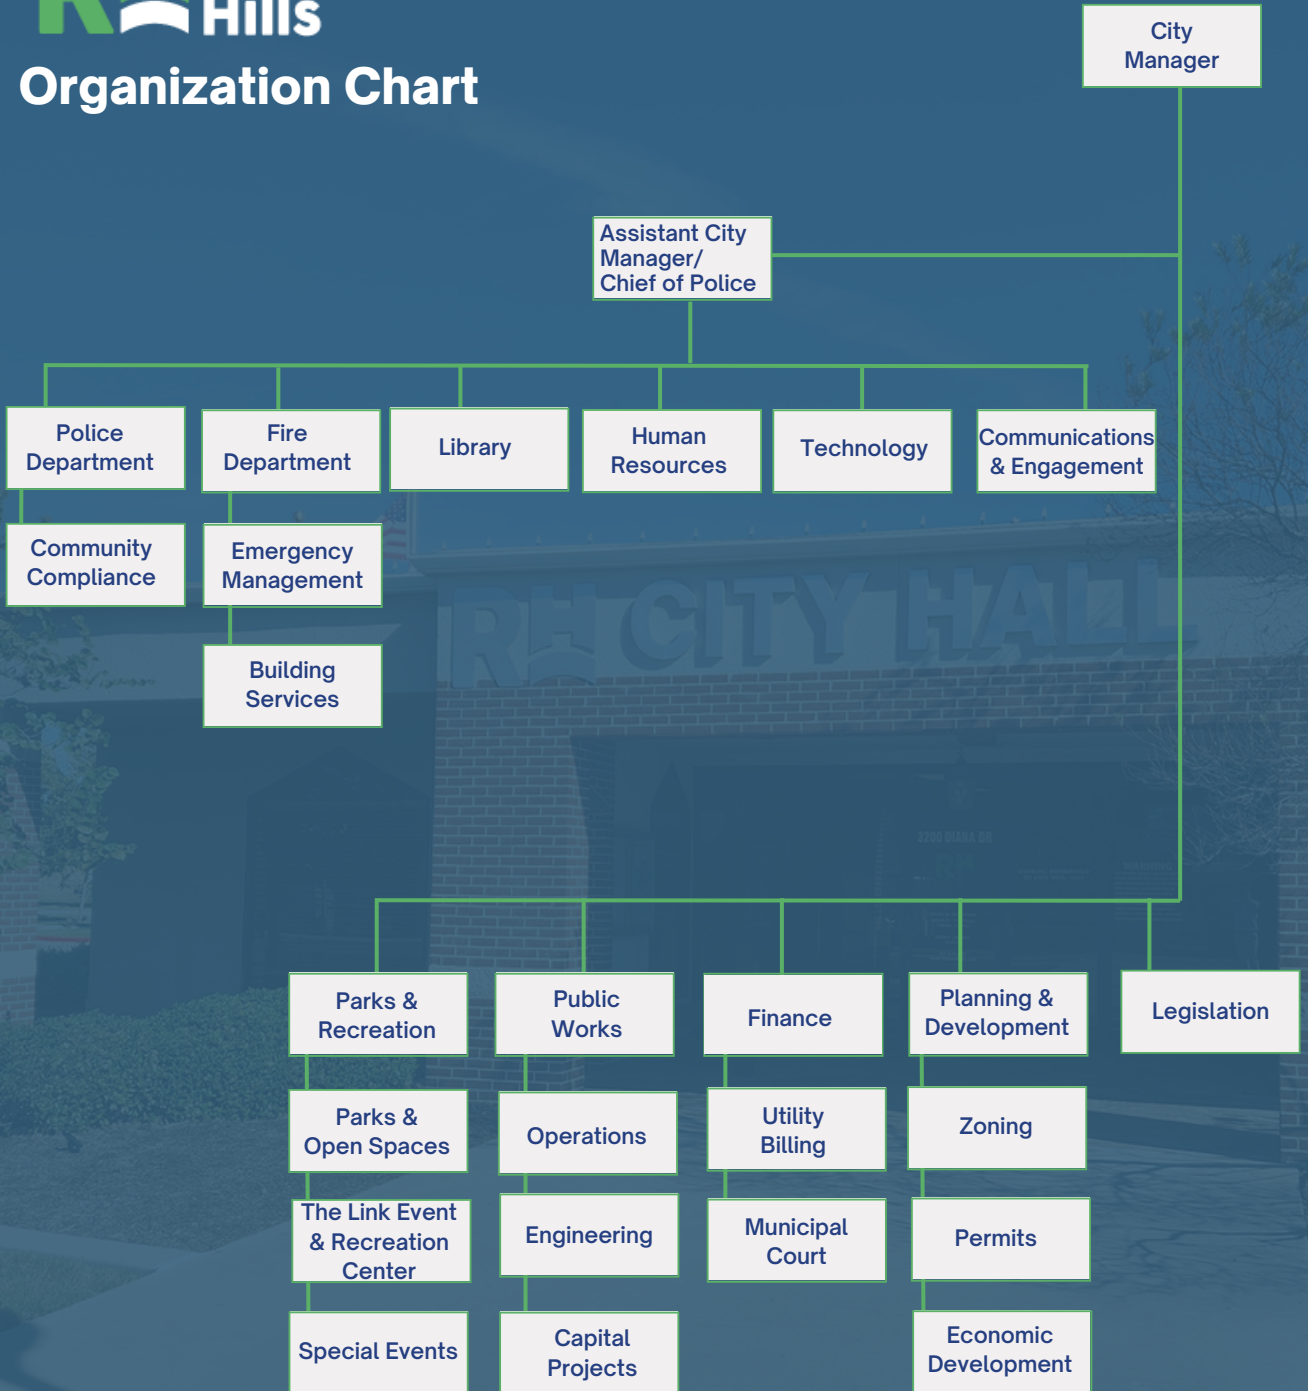 Hills
Organization Chart
City
Manager
Assistant City
Manager/
Chief of Police
Police
Department
Fire
Department
Library
Human
Resources
Technology
Communications
& Engagement
Community
Compliance
Emergency
Management
Building
Services
RH CITY HALL
3200 DIANA DR
Parks &
Recreation
Public
Works
Finance
Planning &
Development
Legislation
Parks &
Open Spaces
Operations
Utility
Billing
Zoning
The Link Event
& Recreation
Center
Engineering
Municipal
Court
Permits
Special Events
Capital
Projects
Economic
Development